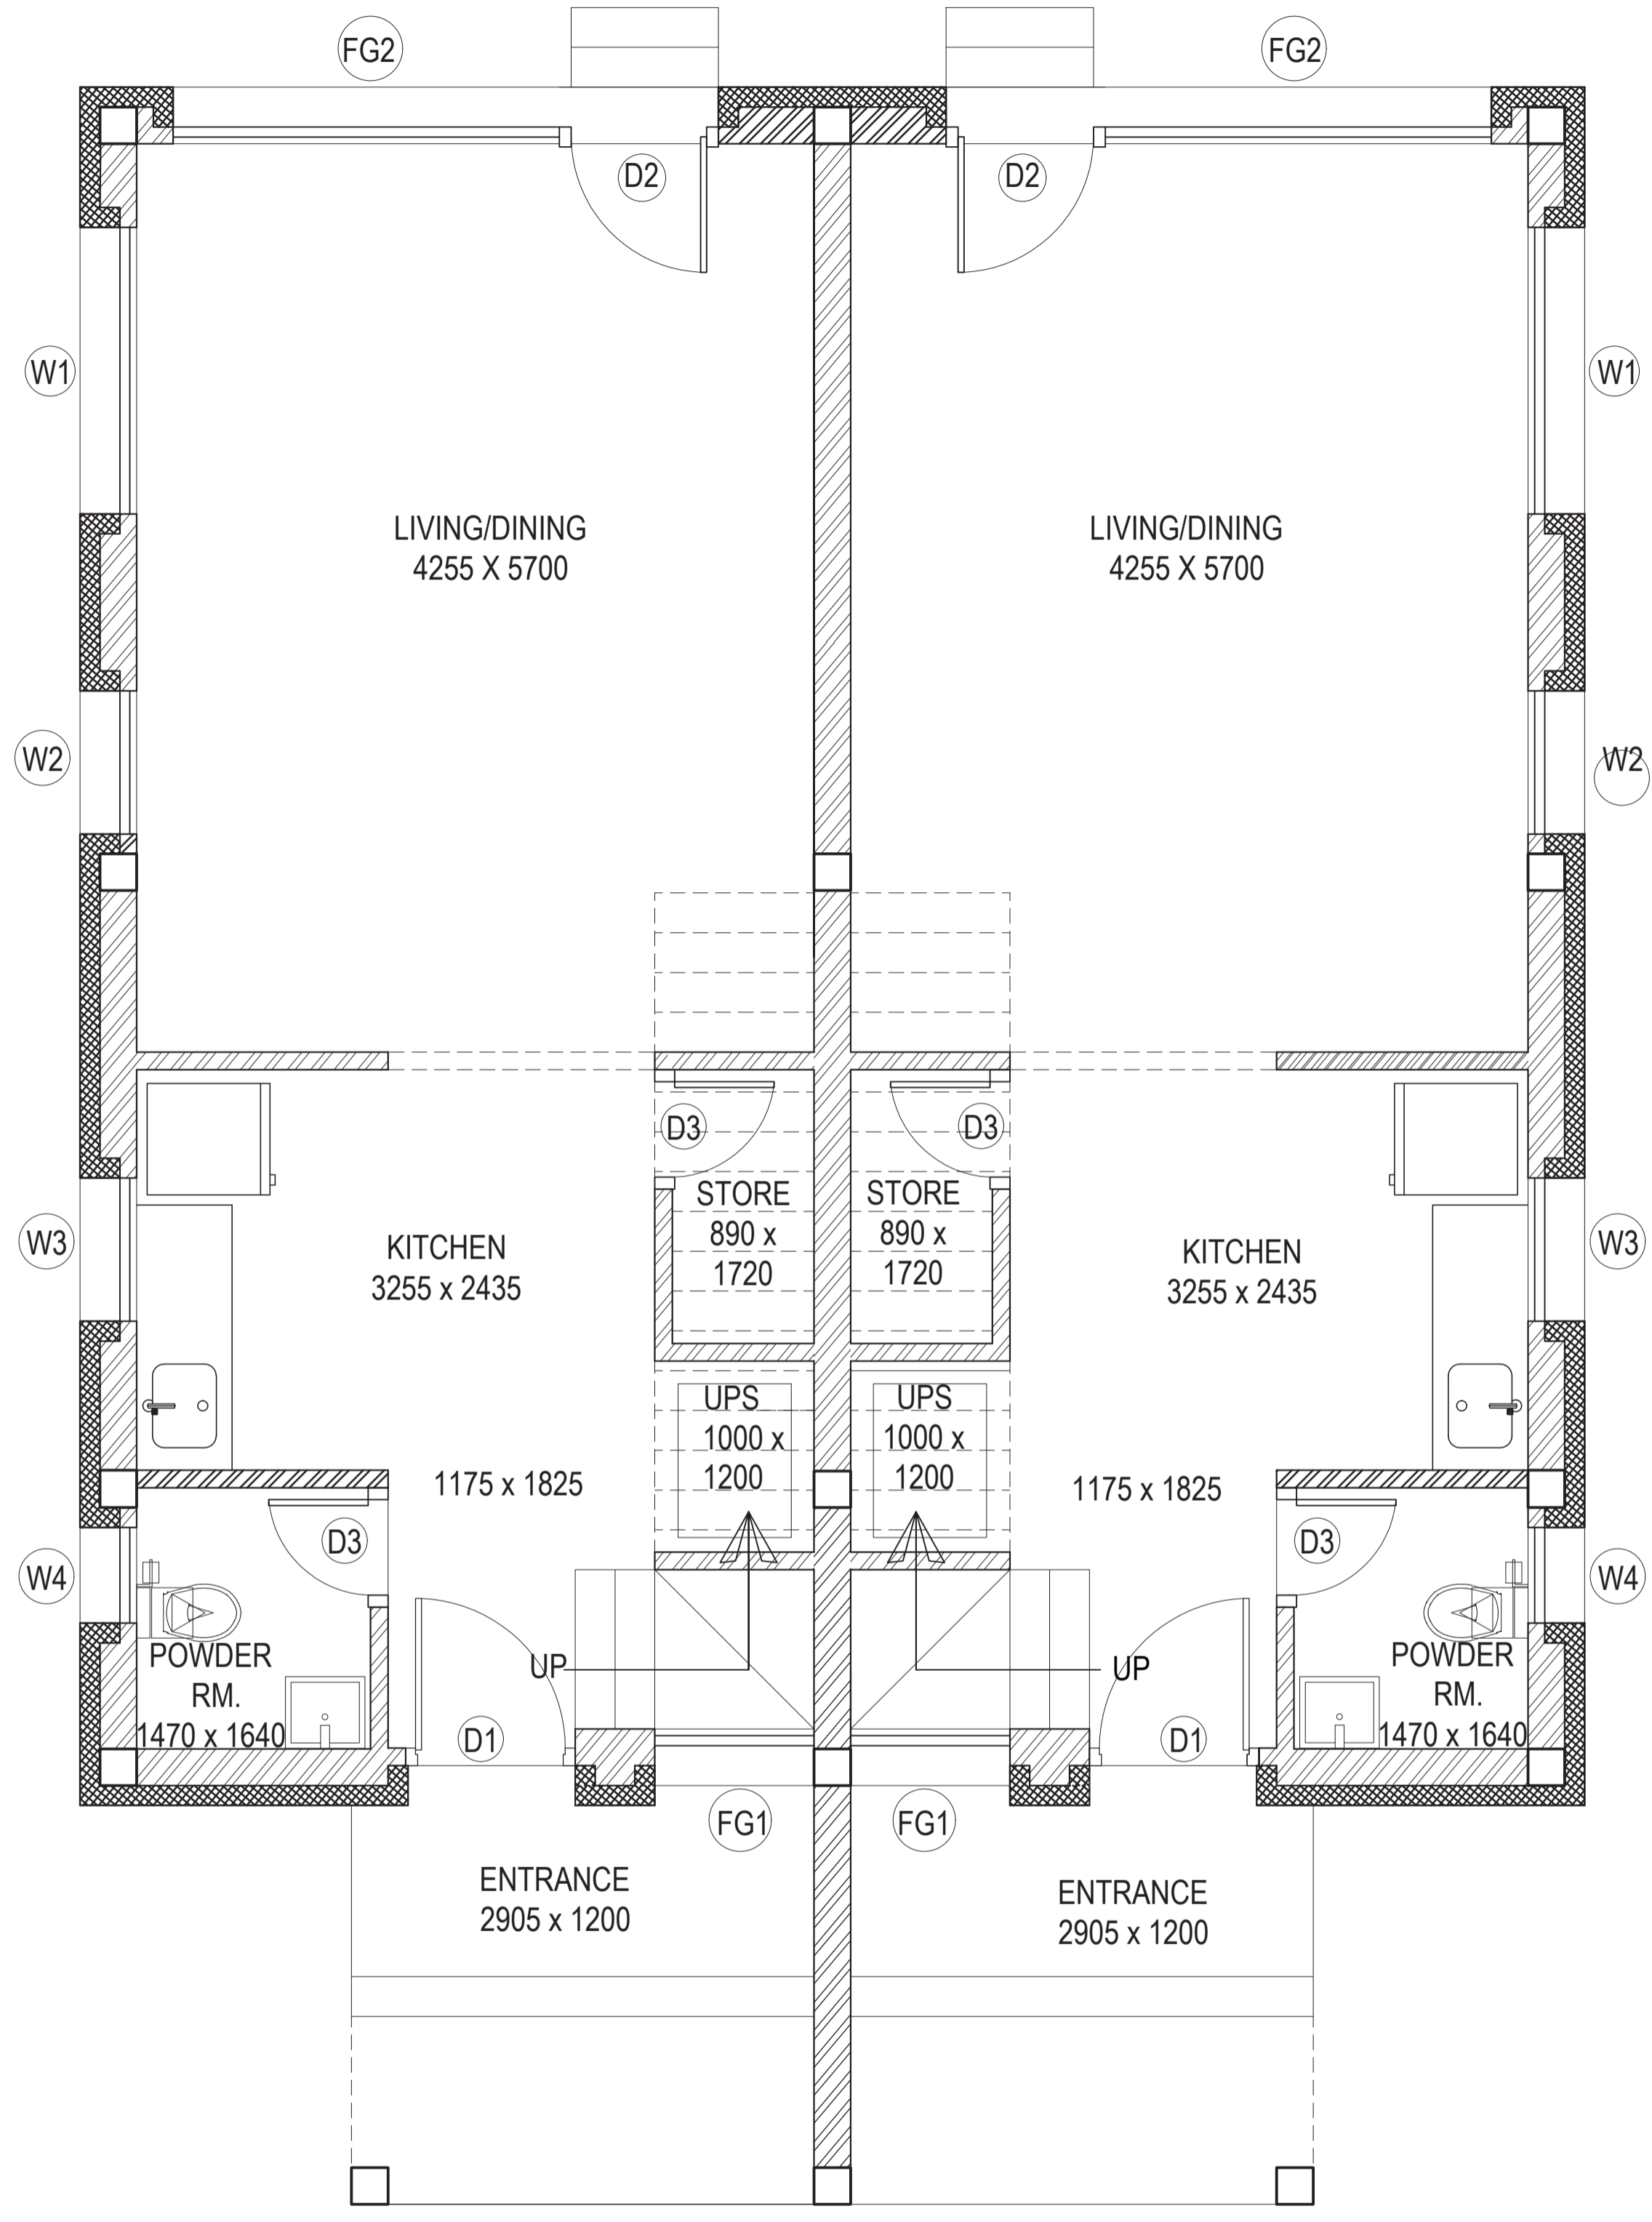 FG2
FG2
D2
D2
W1
W1
LIVING/DINING
4255 X 5700
LIVING/DINING
4255 X 5700
W2
W2
D3
D3
STORE
890 x
1720
STORE
890 x
1720
W3
KITCHEN
3255 x 2435
KITCHEN
3255 x 2435
W3
UPS
1000 x
1200
UPS
1000 x
1200
1175 x 1825
1175 x 1825
D3
D3
W4
W4
POWDER
RM.
1470 x 1640
UP
UP
POWDER
RM.
1470 x 1640
D1
D1
FG1
FG1
ENTRANCE
2905 x 1200
ENTRANCE
2905 x 1200